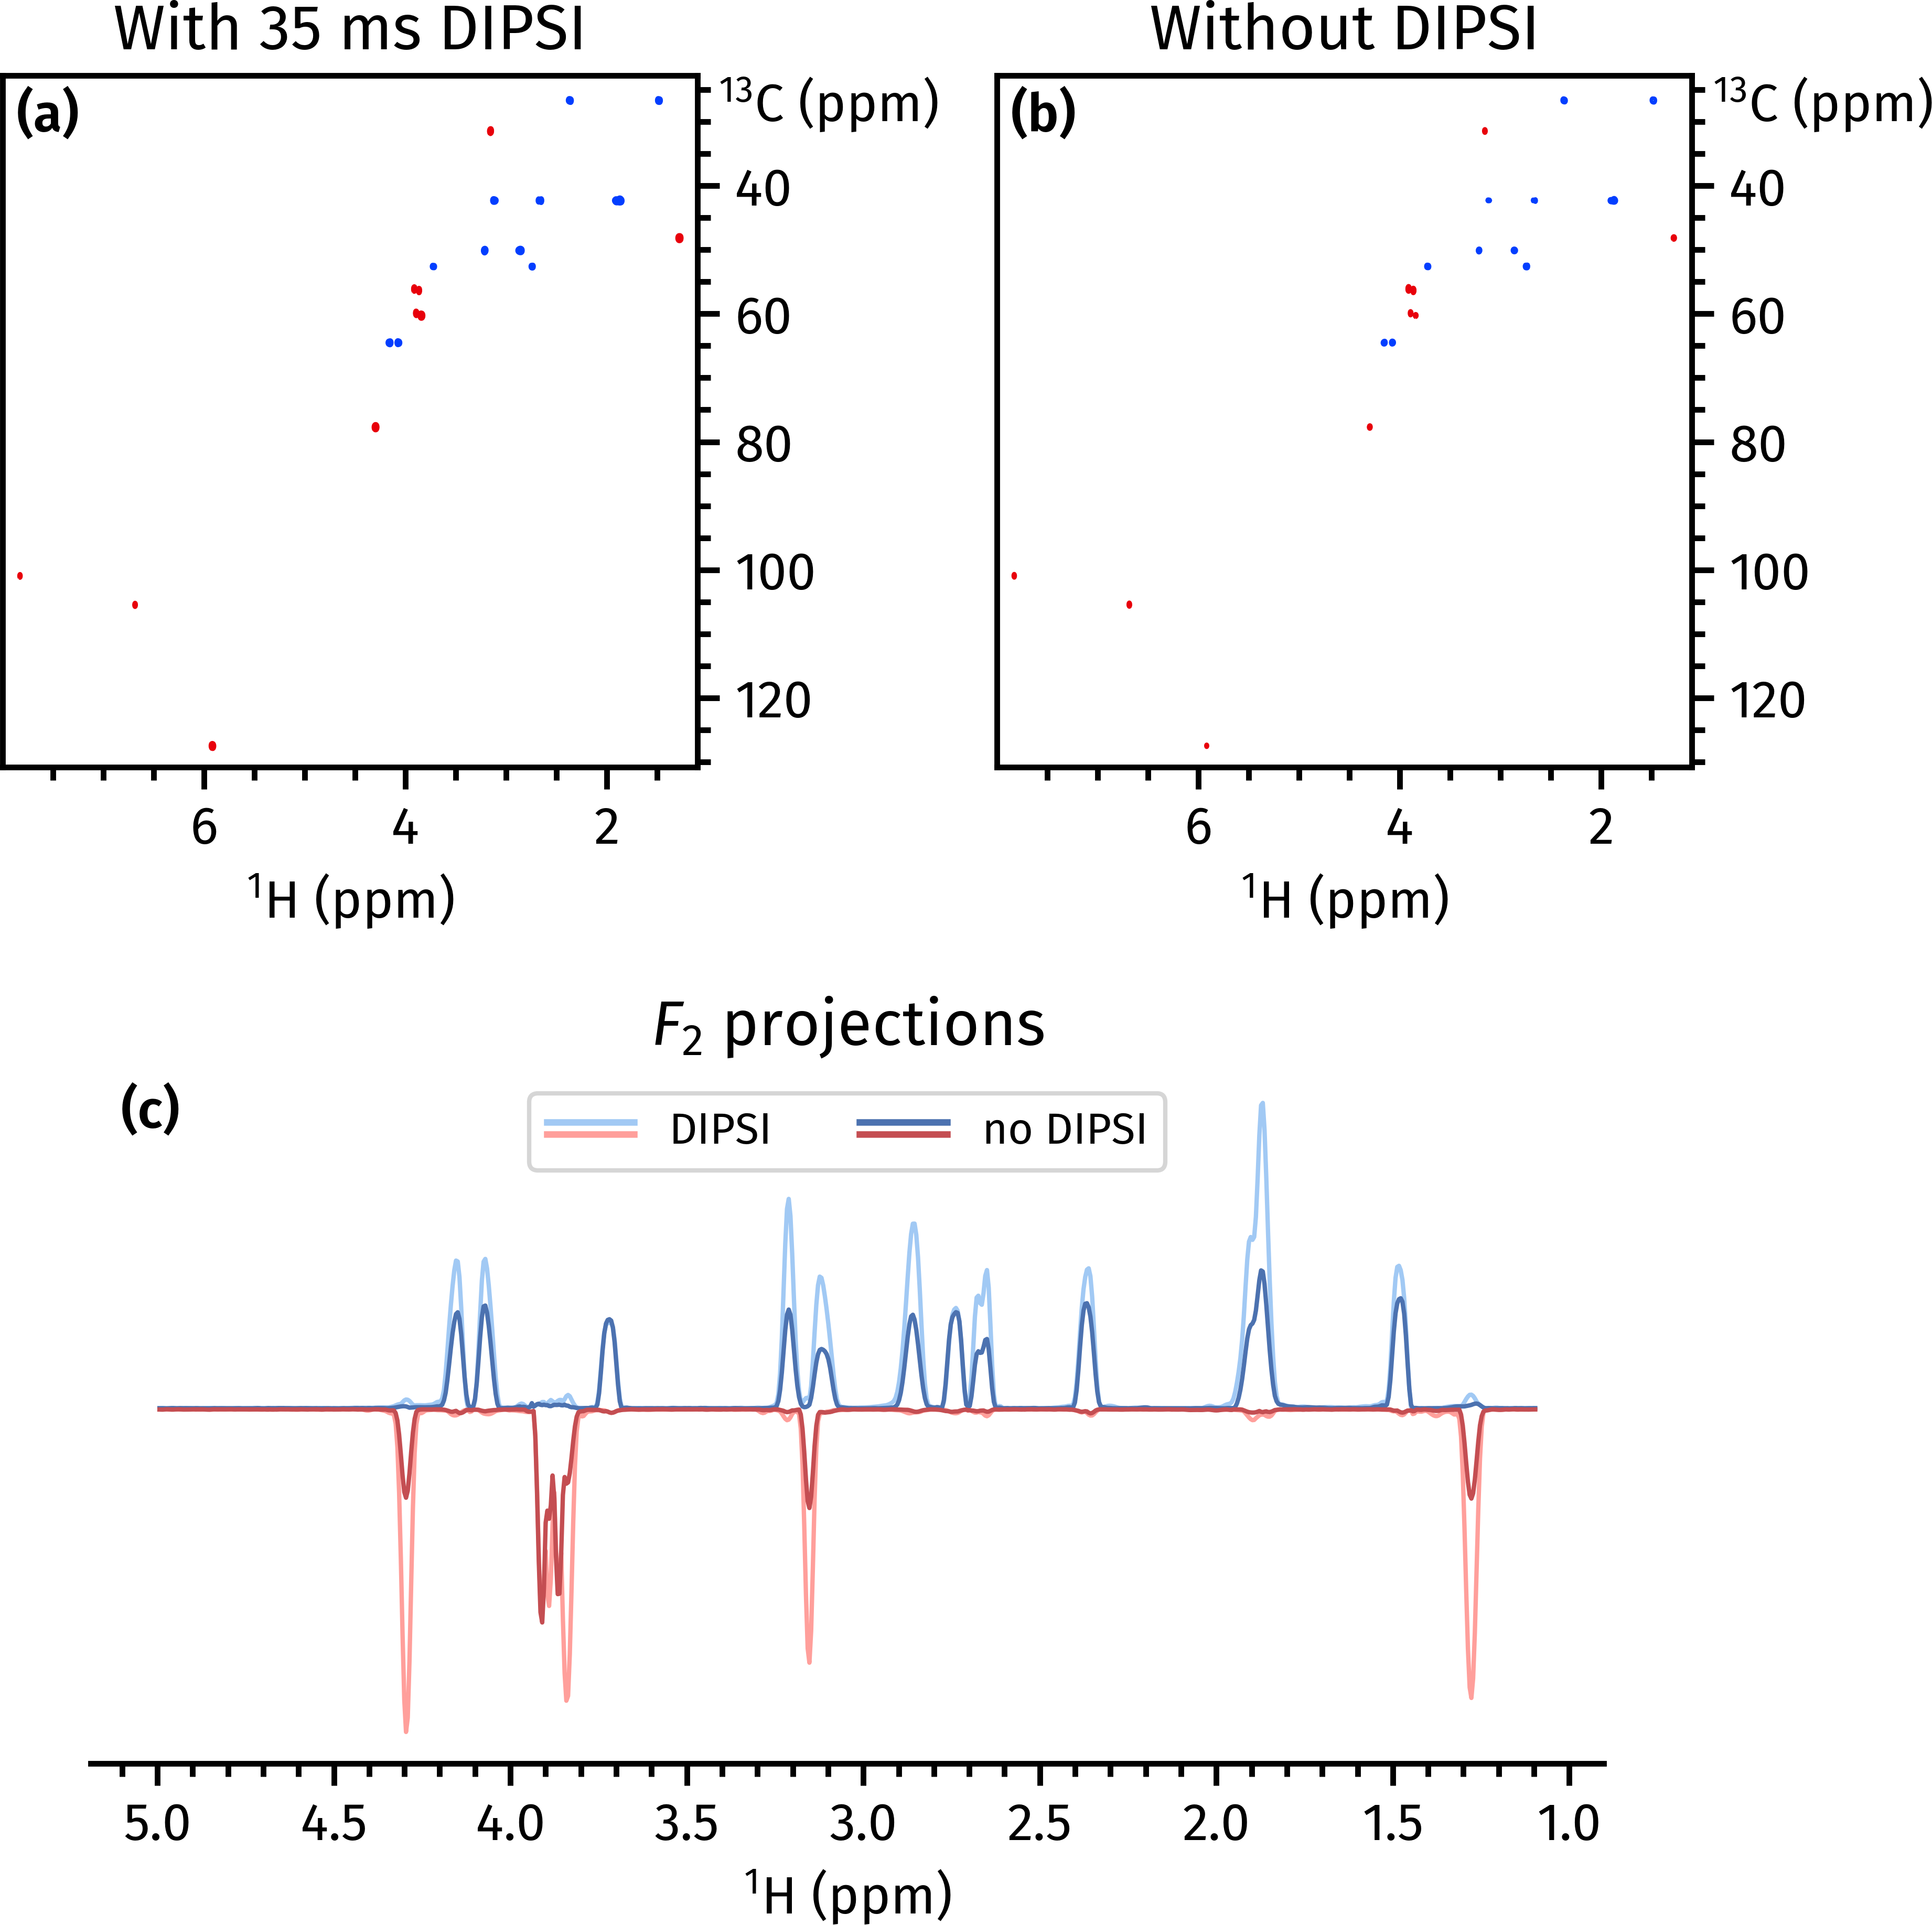 With 35 ms DIPSI
Without DIPSI
(a)
¹³C (ppm)
40
60
80
100
120
6 4 2
¹H (ppm)
(b)
¹³C (ppm)
40
60
80
100
120
6 4 2
¹H (ppm)
F₂ projections
(c)
DIPSI no DIPSI
5.0 4.5 4.0 3.5 3.0 2.5 2.0 1.5 1.0
¹H (ppm)